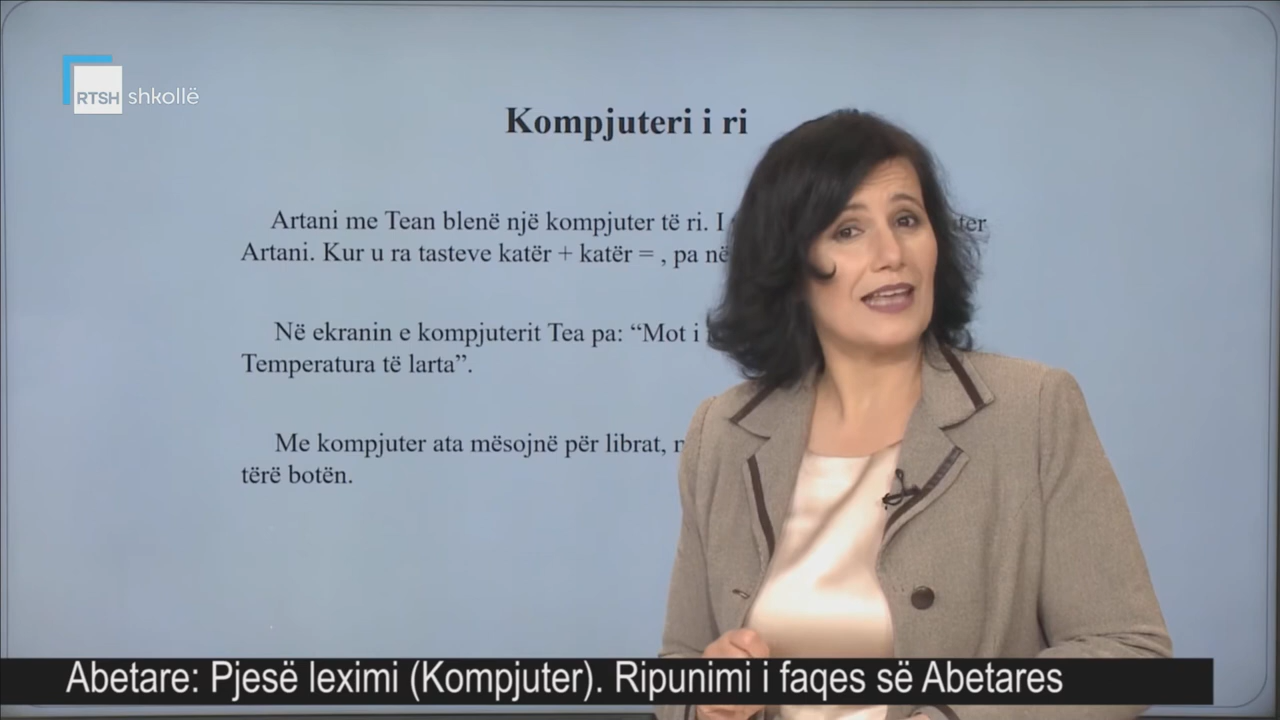 RTSH shkollë
Kompjuteri i ri
Artani me Tean blenë një kompjuter të ri. I
Artani. Kur u ra tasteve katër + katër = , pa në
Në ekranin e kompjuterit Tea pa: “Mot i
Temperatura të larta”.
Me kompjuter ata mësojnë për librat,
tërë botën.
Abetare: Pjesë leximi (Kompjuter). Ripunimi i faqes së Abetares